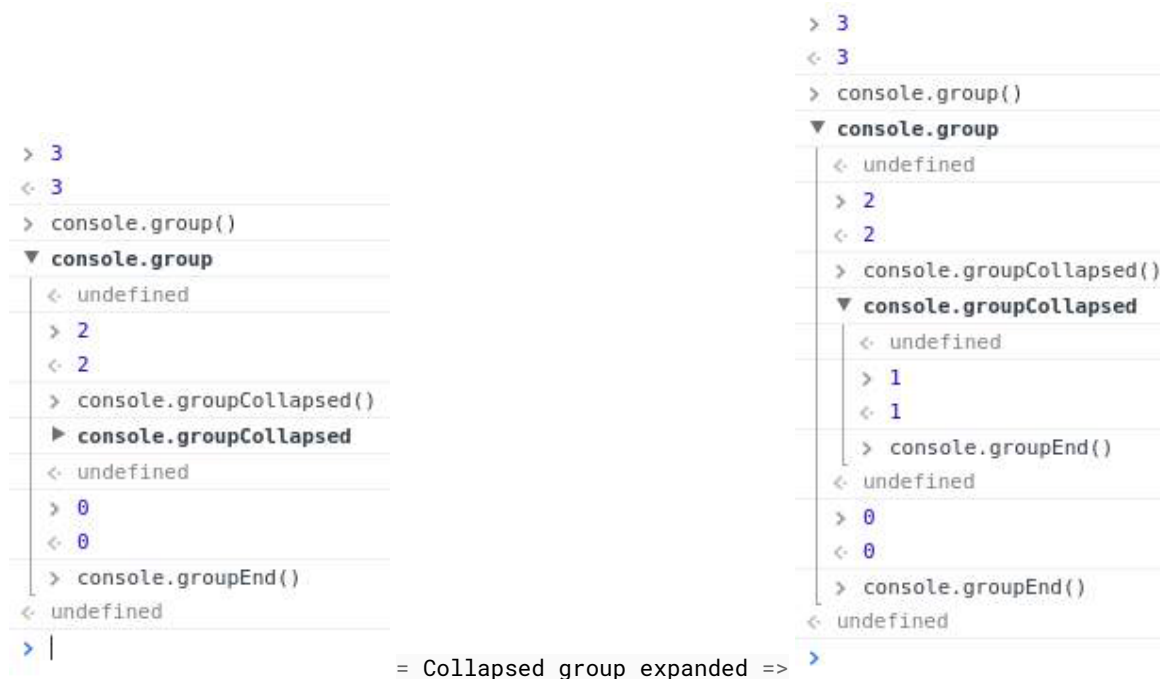 > 3
<· 3
> console.group()
▼ console.group
<· undefined
> 2
<· 2
> console.groupCollapsed()
▶ console.groupCollapsed
<· undefined
> 0
<· 0
> console.groupEnd()
<· undefined
>
= Collapsed group expanded =>
> 3
<· 3
> console.group()
▼ console.group
<· undefined
> 2
<· 2
> console.groupCollapsed()
▼ console.groupCollapsed
<· undefined
> 1
<· 1
> console.groupEnd()
<· undefined
> 0
<· 0
> console.groupEnd()
<· undefined
>